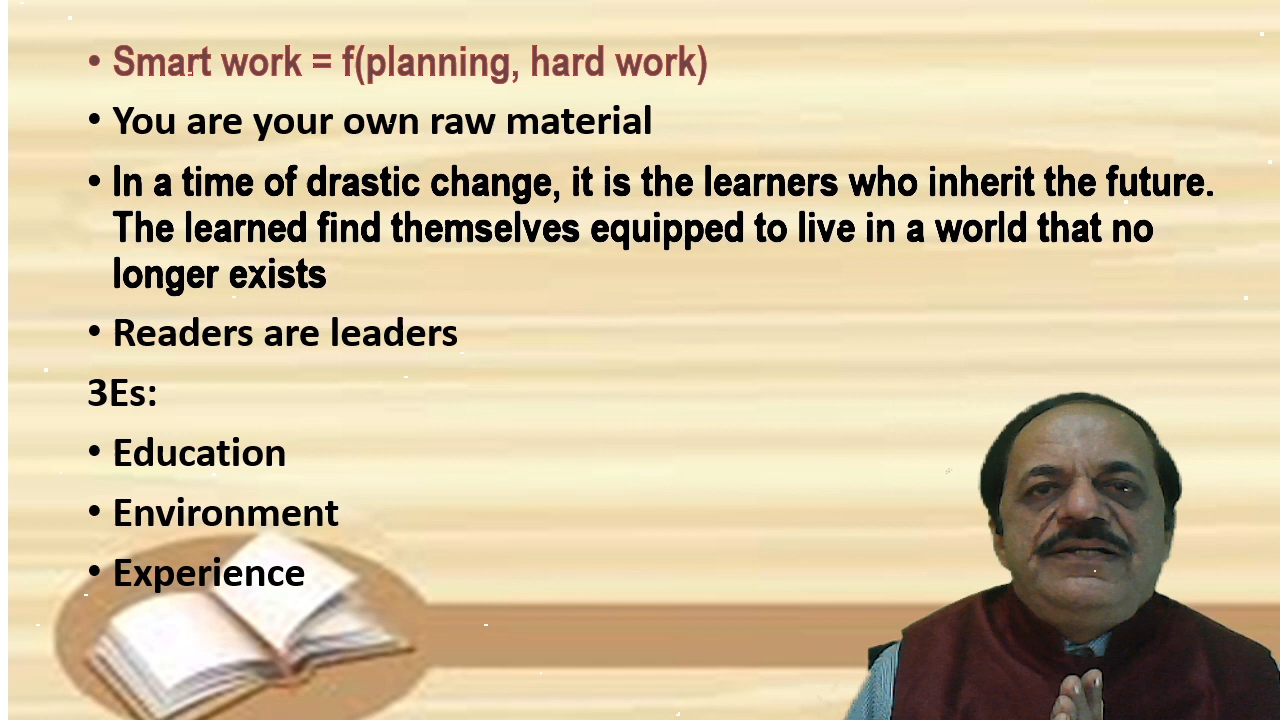 • Smart work = f(planning, hard work)
• You are your own raw material
• In a time of drastic change, it is the learners who inherit the future.
The learned find themselves equipped to live in a world that no
longer exists
• Readers are leaders
3Es:
• Education
• Environment
• Experience